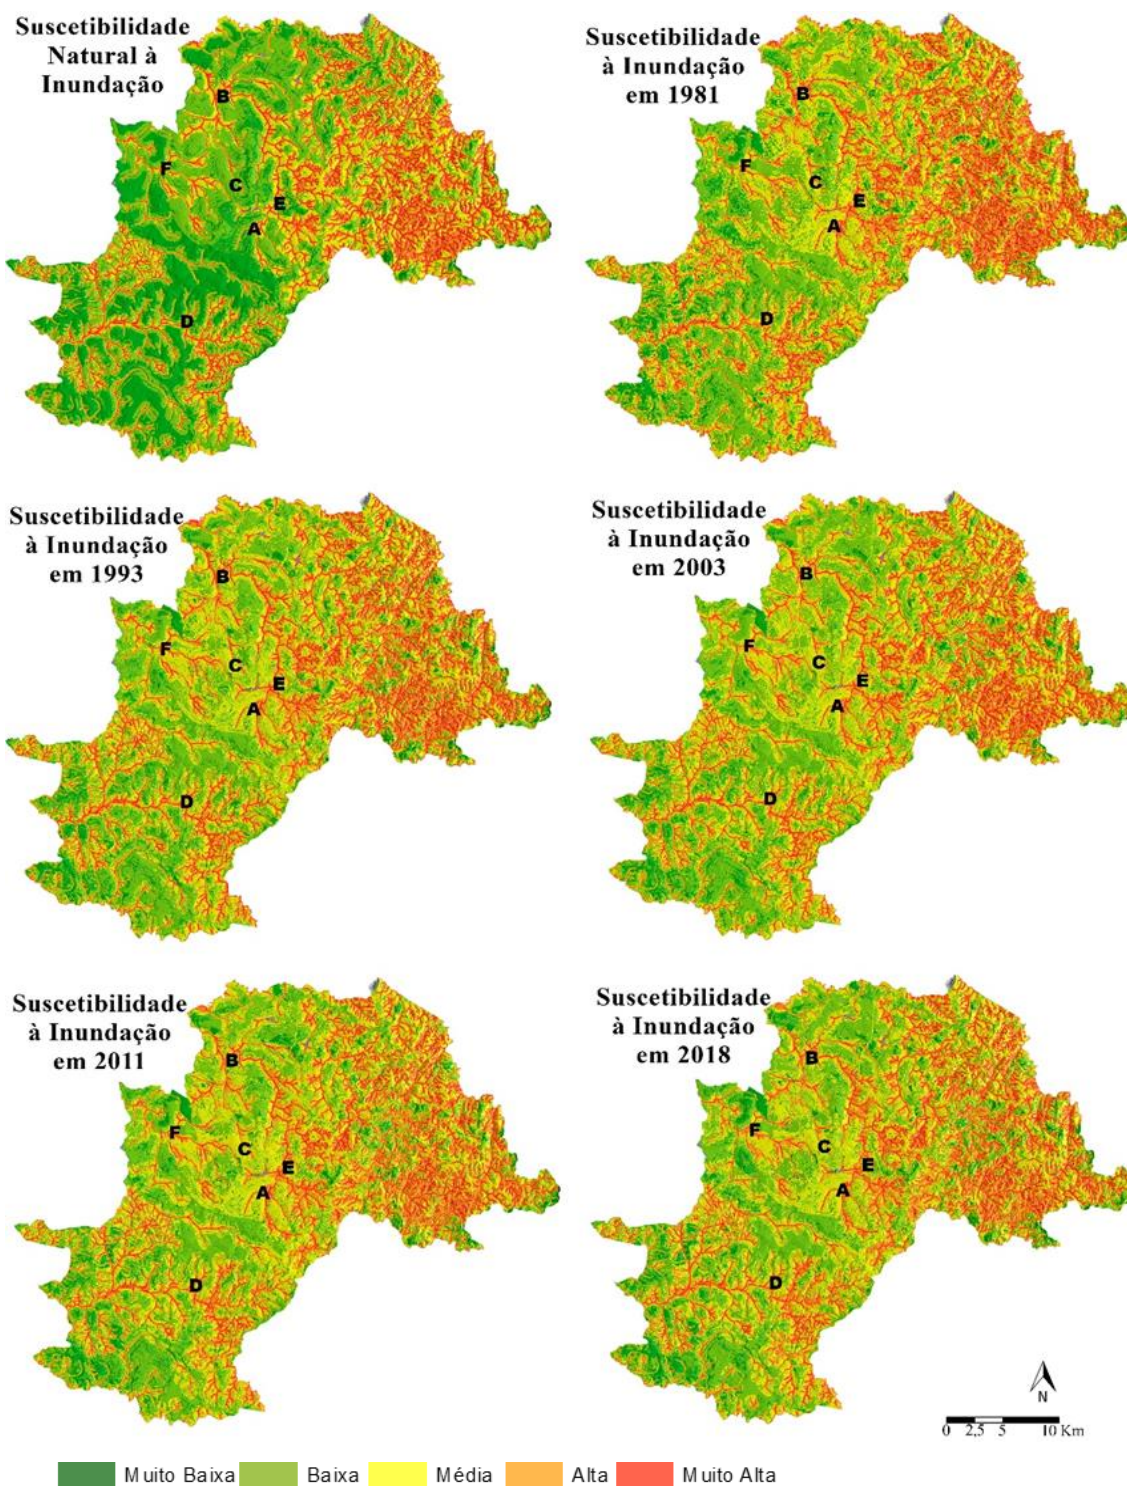 Suscetibilidade
Natural à
Inundação
B
F
C
E
A
D
Suscetibilidade
à Inundação
em 1981
B
F
C
E
A
D
Suscetibilidade
à Inundação
em 1993
B
F
C
E
A
D
Suscetibilidade
à Inundação
em 2003
B
F
C
E
A
D
Suscetibilidade
à Inundação
em 2011
B
F
C
E
A
D
Suscetibilidade
à Inundação
em 2018
B
F
C
E
A
D
N
0 2,5 5 10 Km
Muito Baixa Baixa Média Alta Muito Alta